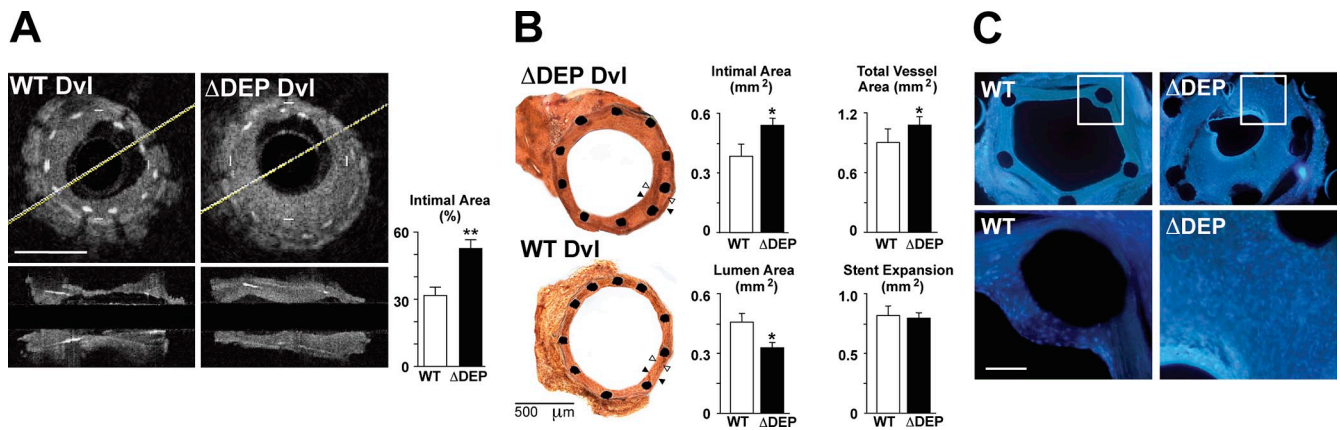 A
WT Dvl
ΔDEP Dvl
Intimal Area
(%)
60
30
0
WT ΔDEP
**
B
ΔDEP Dvl
WT Dvl
500 μm
Intimal Area
(mm²)
0.6
0.3
0
WT ΔDEP
*
Total Vessel
Area (mm²)
1.2
0.6
0
WT ΔDEP
*
Lumen Area
(mm²)
0.6
0.3
0
WT ΔDEP
*
Stent Expansion
(mm²)
1.0
0.5
0
WT ΔDEP
C
WT
ΔDEP
WT
ΔDEP